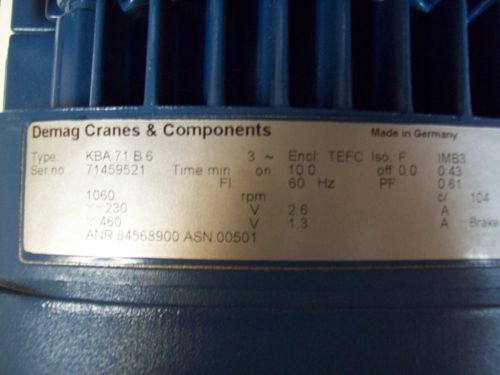 Demag Cranes & Components Made in Germany
Type: KBA 71 B 6 3 ~ Encl: TEFC Iso: F IMB3
Ser.no. 71459521 Time min on 10.0 off 0.0 0.43
FI: 60 Hz PF: 0.61
1060 rpm c/ 104
230 V 2.6 A
460 V 1.3 A Brake
ANR 84568900 ASN 00501